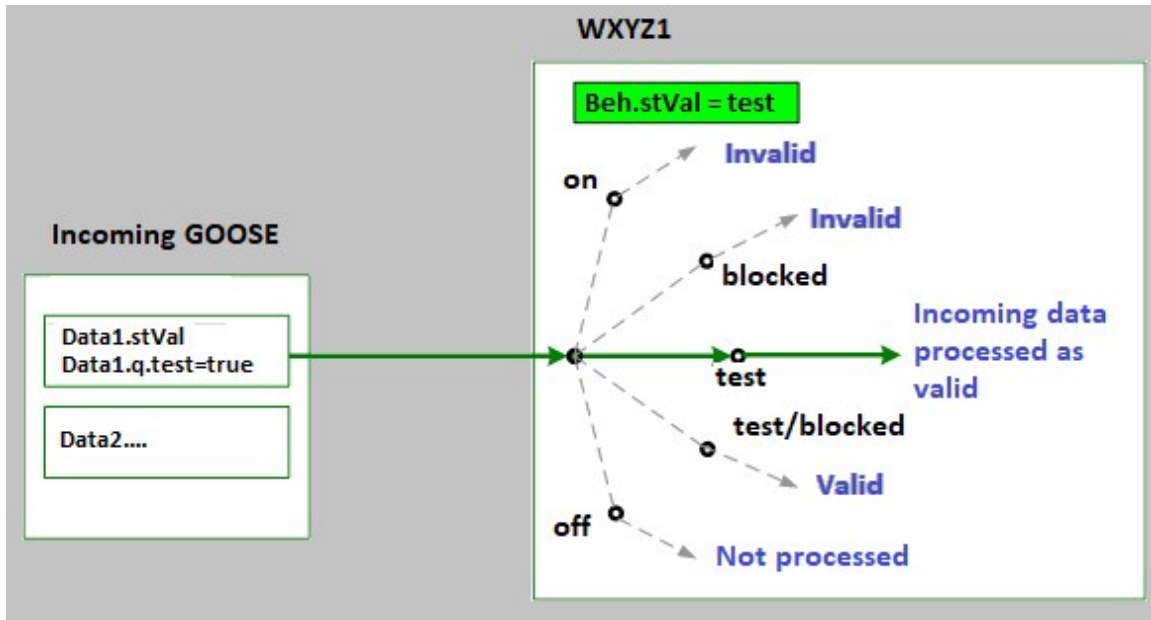 WXYZ1
Beh.stVal = test
Invalid
on
Invalid
blocked
Incoming GOOSE
Data1.stVal
Data1.q.test=true
Data2....
test
Incoming data
processed as
valid
test/blocked
Valid
off
Not processed